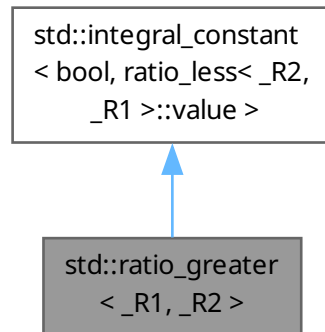 std::integral_constant
< bool, ratio_less< _R2,
_R1 >::value >
std::ratio_greater
< _R1, _R2 >